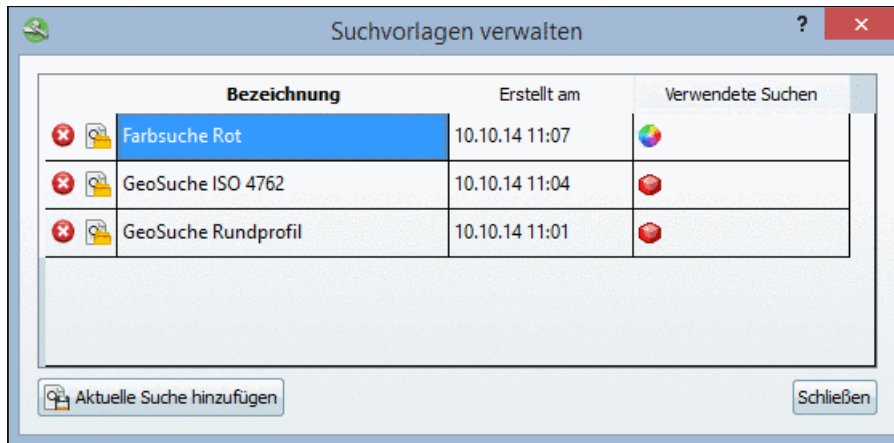 Suchvorlagen verwalten ? ×
Bezeichnung Erstellt am Verwendete Suchen
Farbsuche Rot 10.10.14 11:07
GeoSuche ISO 4762 10.10.14 11:04
GeoSuche Rundprofil 10.10.14 11:01
Aktuelle Suche hinzufügen Schließen